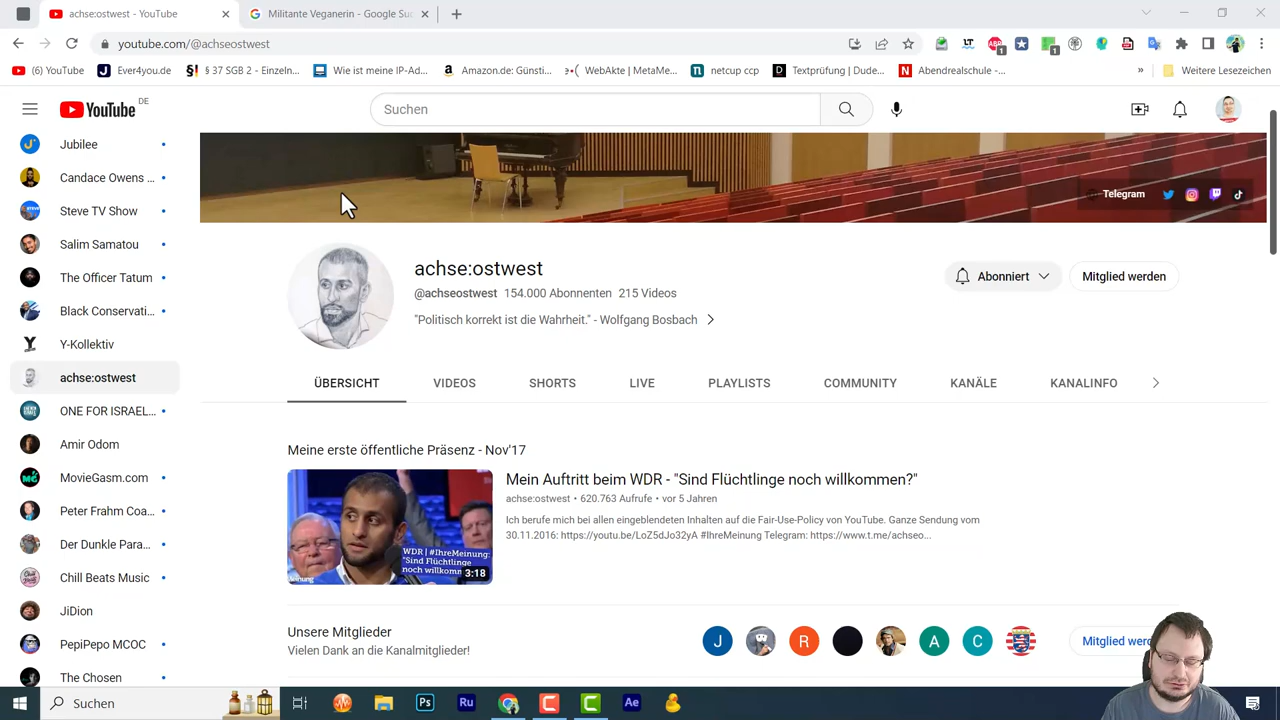 achse:ostwest - YouTube
Militante Veganerin - Google Suc
youtube.com/@achseostwest
(6) YouTube
Ever4you.de
§ 37 SGB 2 - Einzeln...
Wie ist meine IP-Ad...
Amazon.de: Günsti...
WebAkte | MetaMe...
netcup ccp
Textprüfung | Dude...
Abendrealschule -...
»
Weitere Lesezeichen
YouTube DE
Suchen
Jubilee
Candace Owens ...
Steve TV Show
Salim Samatou
The Officer Tatum
Black Conservati...
Y-Kollektiv
achse:ostwest
ONE FOR ISRAEL...
Amir Odom
MovieGasm.com
Peter Frahm Coa...
Der Dunkle Para...
Chill Beats Music
JiDion
PepiPepo MCOC
The Chosen
Telegram
achse:ostwest
@achseostwest 154.000 Abonnenten 215 Videos
"Politisch korrekt ist die Wahrheit." - Wolfgang Bosbach
Abonniert
Mitglied werden
ÜBERSICHT VIDEOS SHORTS LIVE PLAYLISTS COMMUNITY KANÄLE KANALINFO
Meine erste öffentliche Präsenz - Nov'17
WDR | #IhreMeinung:
"Sind Flüchtlinge
noch willkomm
3:18
Mein Auftritt beim WDR - "Sind Flüchtlinge noch willkommen?"
achse:ostwest • 620.763 Aufrufe • vor 5 Jahren
Ich berufe mich bei allen eingeblendeten Inhalten auf die Fair-Use-Policy von YouTube. Ganze Sendung vom
30.11.2016: https://youtu.be/LoZ5dJo32yA #IhreMeinung Telegram: https://www.t.me/achseo...
Unsere Mitglieder
Vielen Dank an die Kanalmitglieder!
J R A C
Mitglied wer
Suchen
Ps Ru Ae